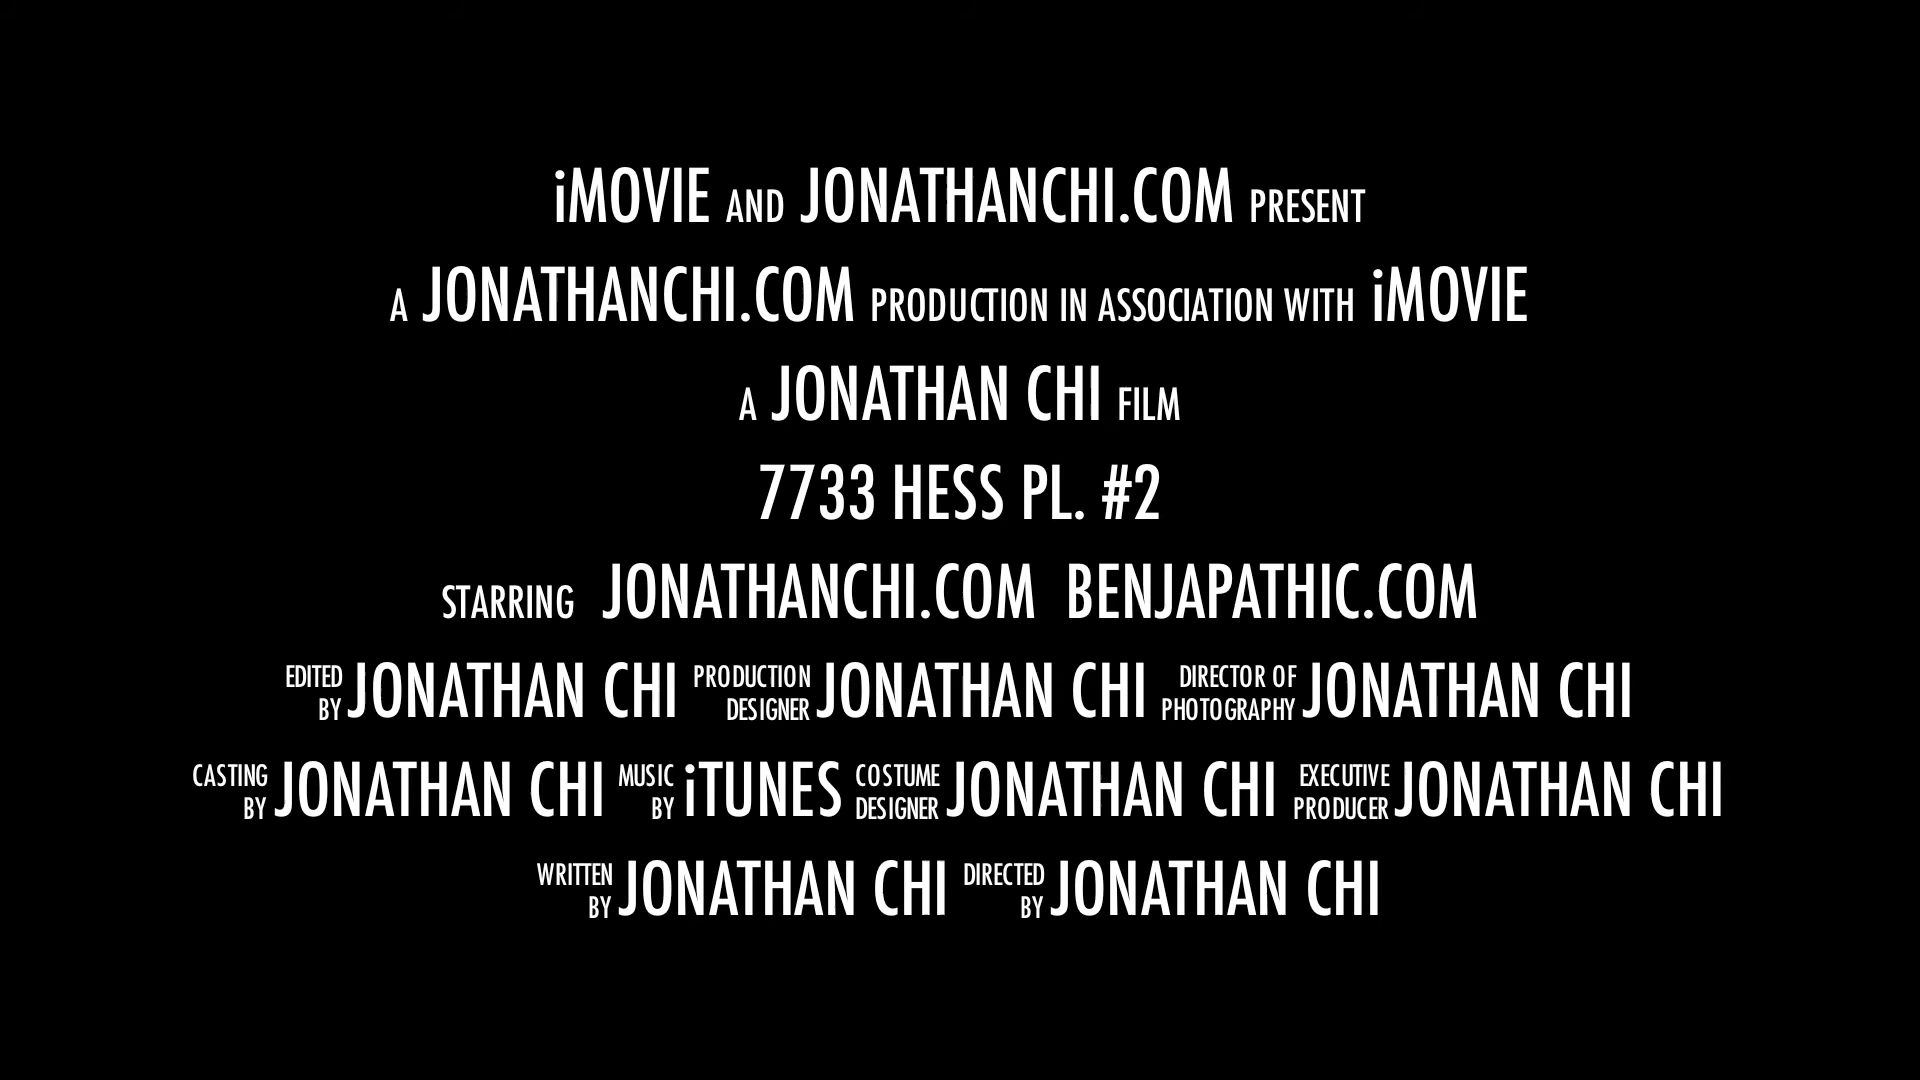 iMOVIE AND JONATHANCHI.COM PRESENT
A JONATHANCHI.COM PRODUCTION IN ASSOCIATION WITH iMOVIE
A JONATHAN CHI FILM
7733 HESS PL. #2
STARRING JONATHANCHI.COM BENJAPATHIC.COM
EDITED BY JONATHAN CHI PRODUCTION DESIGNER JONATHAN CHI DIRECTOR OF PHOTOGRAPHY JONATHAN CHI
CASTING BY JONATHAN CHI MUSIC BY iTUNES COSTUME DESIGNER JONATHAN CHI EXECUTIVE PRODUCER JONATHAN CHI
WRITTEN BY JONATHAN CHI DIRECTED BY JONATHAN CHI